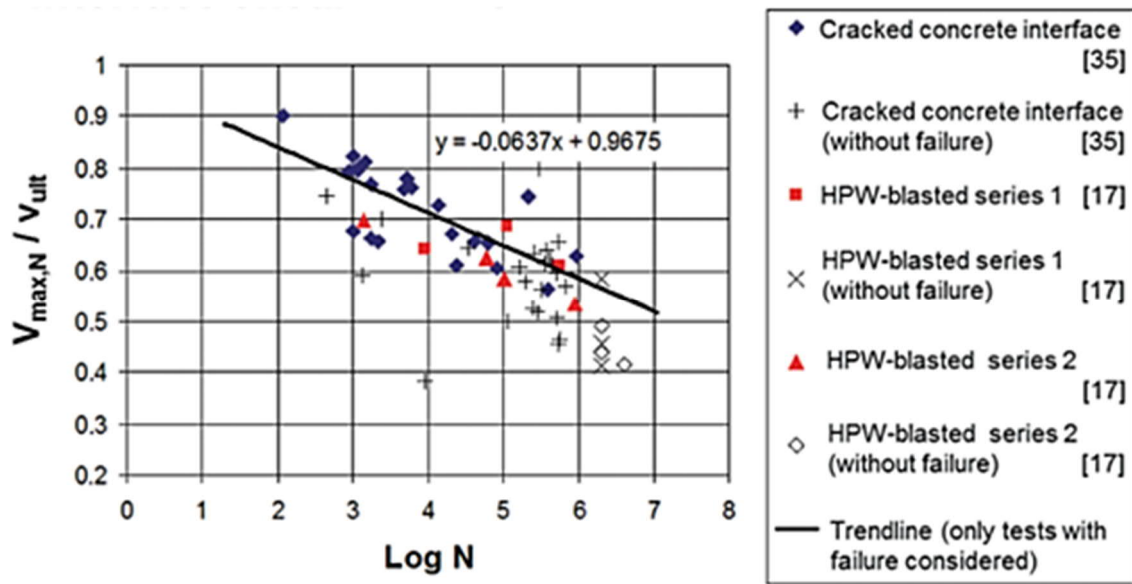 Cracked concrete interface
[35]
Cracked concrete interface
(without failure) [35]
HPW-blasted series 1 [17]
HPW-blasted series 1
(without failure) [17]
HPW-blasted series 2
[17]
HPW-blasted series 2
(without failure) [17]
Trendline (only tests with
failure considered)
y = -0.0637x + 0.9675
Vmax,N / vult
1
0.9
0.8
0.7
0.6
0.5
0.4
0.3
0.2
0 1 2 3 4 5 6 7 8
Log N